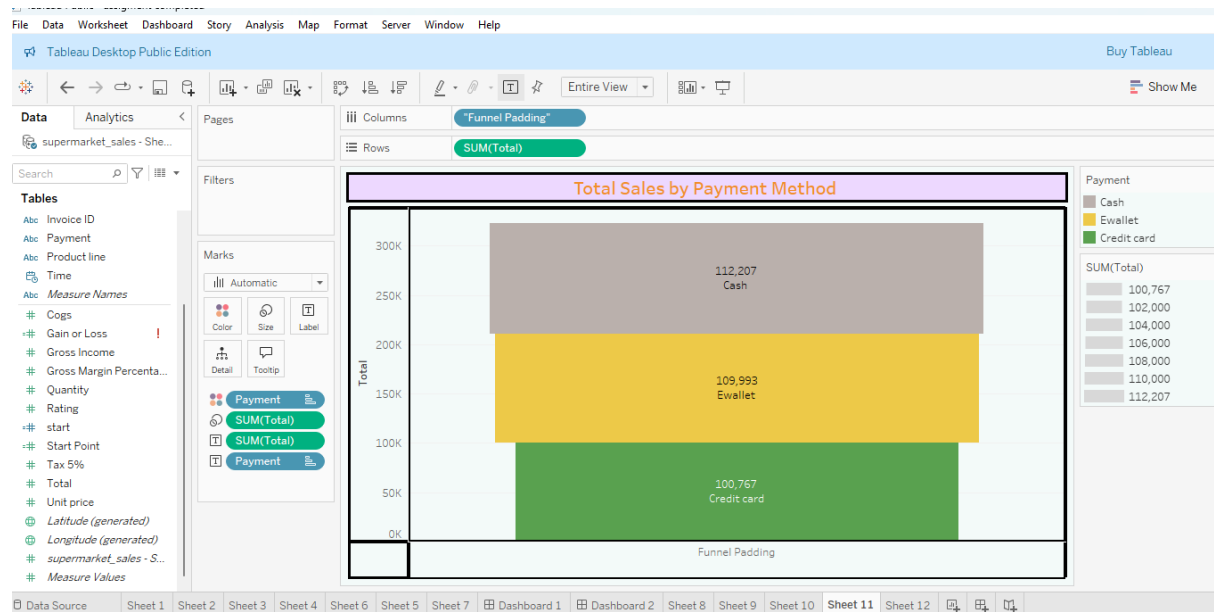 File Data Worksheet Dashboard Story Analysis Map Format Server Window Help
Tableau Desktop Public Edition
Buy Tableau
Entire View
Show Me
Data Analytics
supermarket_sales - She...
Search
Tables
Abc Invoice ID
Abc Payment
Abc Product line
Time
Abc Measure Names
# Cogs
=# Gain or Loss !
# Gross Income
# Gross Margin Percenta...
# Quantity
# Rating
=# start
=# Start Point
# Tax 5%
# Total
# Unit price
Latitude (generated)
Longitude (generated)
# supermarket_sales - S...
# Measure Values
Pages
Filters
Marks
Automatic
Color Size Label
Detail Tooltip
Payment
SUM(Total)
SUM(Total)
Payment
Columns "Funnel Padding"
Rows SUM(Total)
Total Sales by Payment Method
Total
300K
250K
200K
150K
100K
50K
0K
112,207
Cash
109,993
Ewallet
100,767
Credit card
Funnel Padding
Payment
Cash
Ewallet
Credit card
SUM(Total)
100,767
102,000
104,000
106,000
108,000
110,000
112,207
Data Source Sheet 1 Sheet 2 Sheet 3 Sheet 4 Sheet 6 Sheet 5 Sheet 7 Dashboard 1 Dashboard 2 Sheet 8 Sheet 9 Sheet 10 Sheet 11 Sheet 12